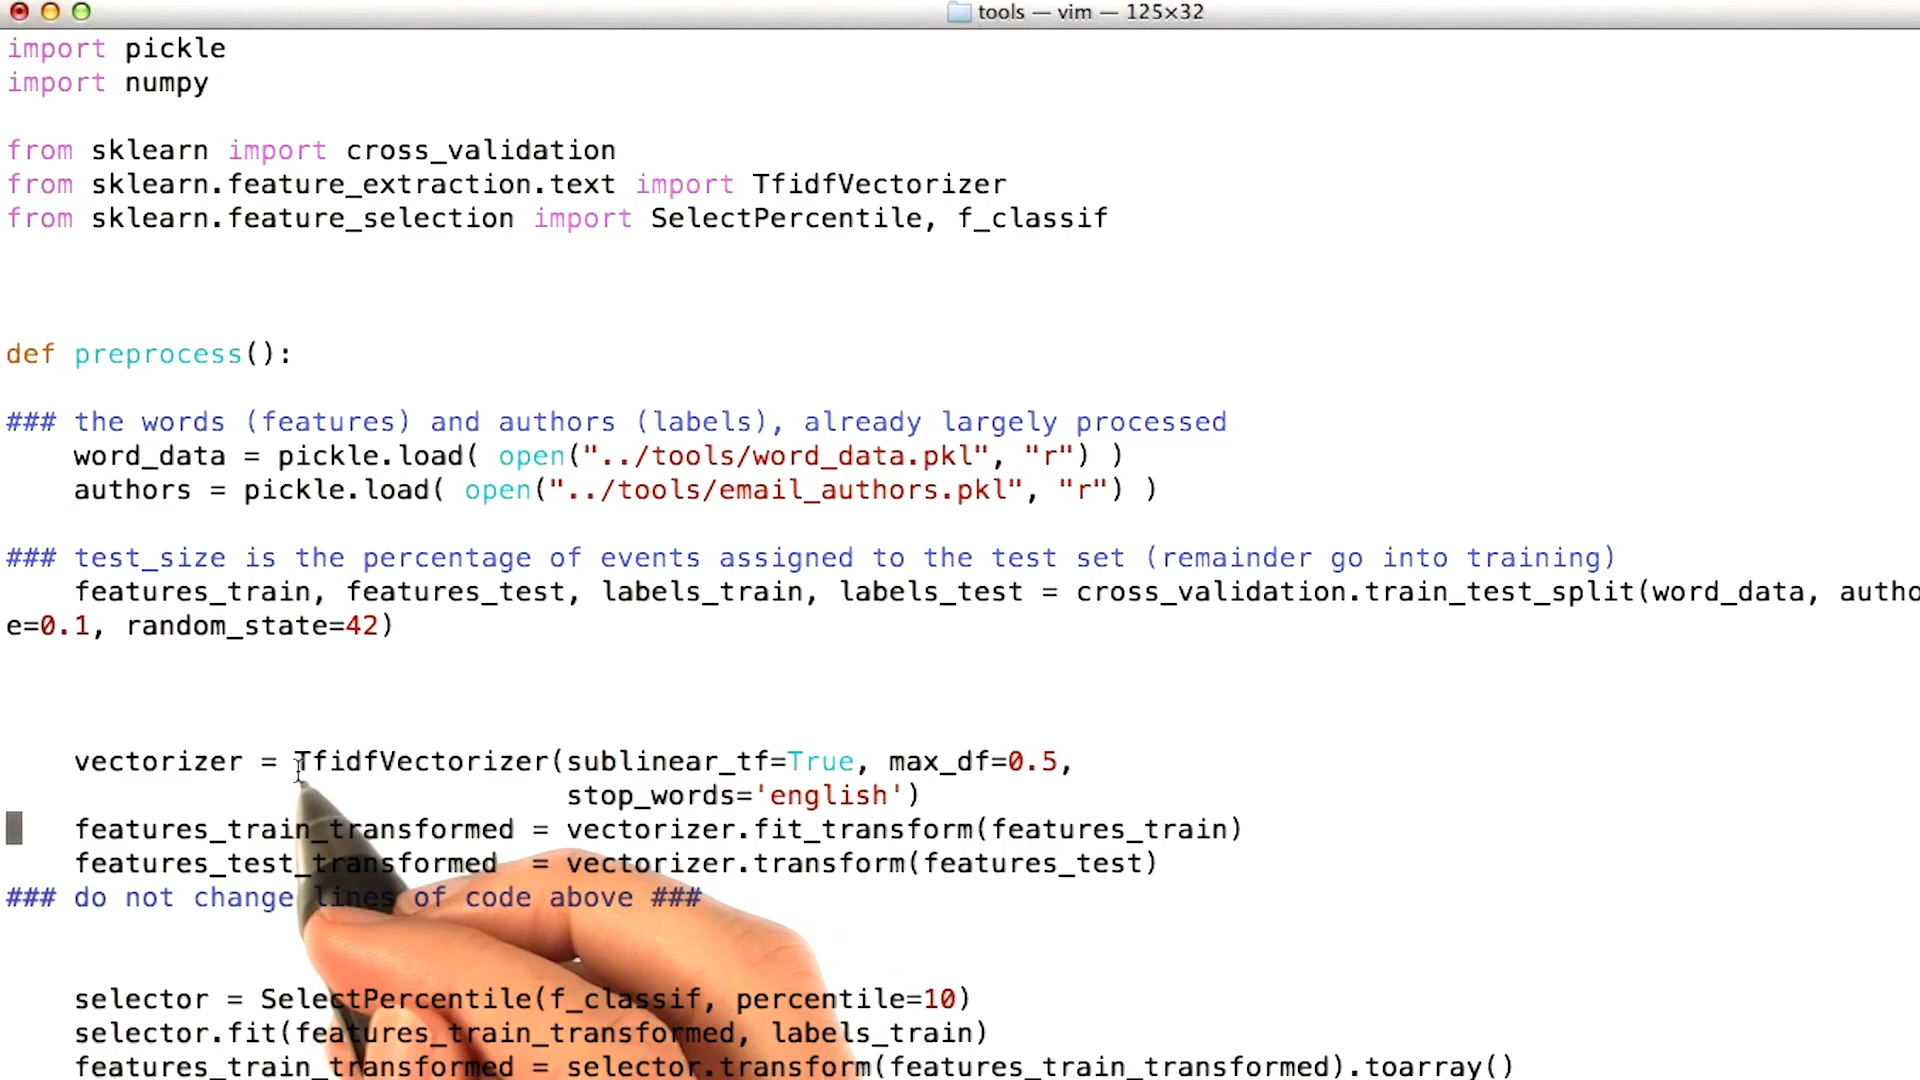 tools — vim — 125×32
import pickle
import numpy
from sklearn import cross_validation
from sklearn.feature_extraction.text import TfidfVectorizer
from sklearn.feature_selection import SelectPercentile, f_classif
def preprocess():
### the words (features) and authors (labels), already largely processed
word_data = pickle.load( open("../tools/word_data.pkl", "r") )
authors = pickle.load( open("../tools/email_authors.pkl", "r") )
### test_size is the percentage of events assigned to the test set (remainder go into training)
features_train, features_test, labels_train, labels_test = cross_validation.train_test_split(word_data, autho
e=0.1, random_state=42)
vectorizer = TfidfVectorizer(sublinear_tf=True, max_df=0.5,
stop_words='english')
features_train_transformed = vectorizer.fit_transform(features_train)
features_test_transformed = vectorizer.transform(features_test)
### do not change lines of code above ###
selector = SelectPercentile(f_classif, percentile=10)
selector.fit(features_train_transformed, labels_train)
features_train_transformed = selector.transform(features_train_transformed).toarray()